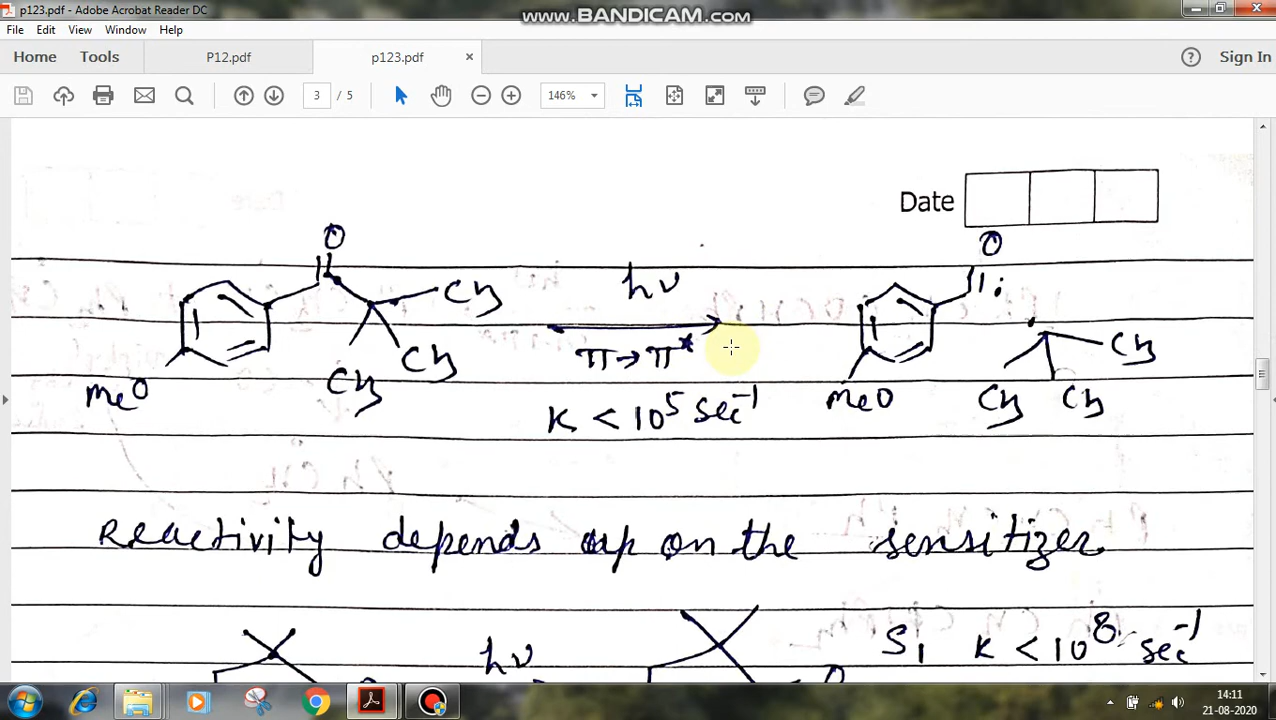 p123.pdf - Adobe Acrobat Reader DC
www.BANDICAM.com
File Edit View Window Help
Home Tools P12.pdf p123.pdf × Sign In
3 / 5 146%
Date
O O
hν
CH3
π→π*
CH3 CH3
MeO CH3 MeO CH3 CH3
K < 10⁵ Sec⁻¹
Reactivity depends up on the sensitizer
hν S1 K < 10⁸ sec⁻¹
O O
14:11
21-08-2020